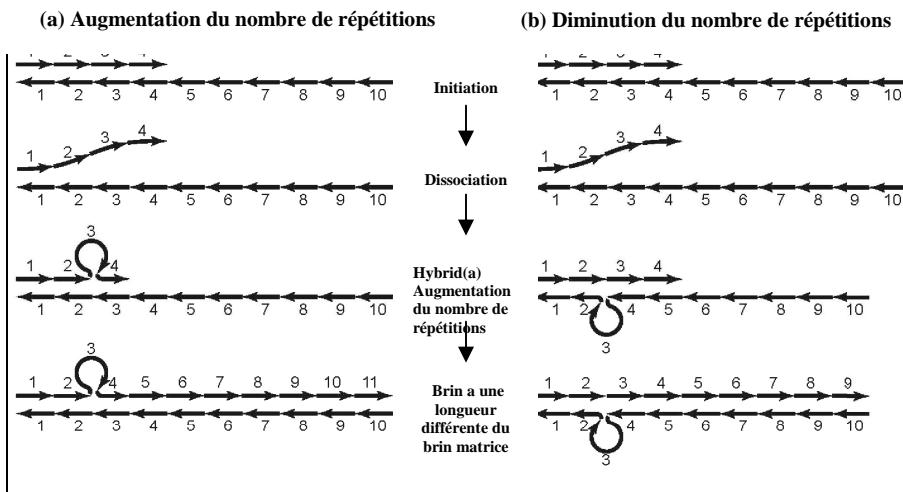 (a) Augmentation du nombre de répétitions
(b) Diminution du nombre de répétitions
1 2 3 4
1 2 3 4 5 6 7 8 9 10
Initiation
1 2 3 4
1 2 3 4 5 6 7 8 9 10
1 2 3 4
1 2 3 4 5 6 7 8 9 10
Dissociation
1 2 3 4
1 2 3 4 5 6 7 8 9 10
3
1 2 4
1 2 3 4 5 6 7 8 9 10
Hybrid(a)
Augmentation
du nombre de
répétitions
1 2 3 4
1 2 4 5 6 7 8 9 10
3
3
1 2 4 5 6 7 8 9 10 11
1 2 3 4 5 6 7 8 9 10
Brin a une
longueur
différente du
brin matrice
1 2 3 4 5 6 7 8 9
1 2 4 5 6 7 8 9 10
3